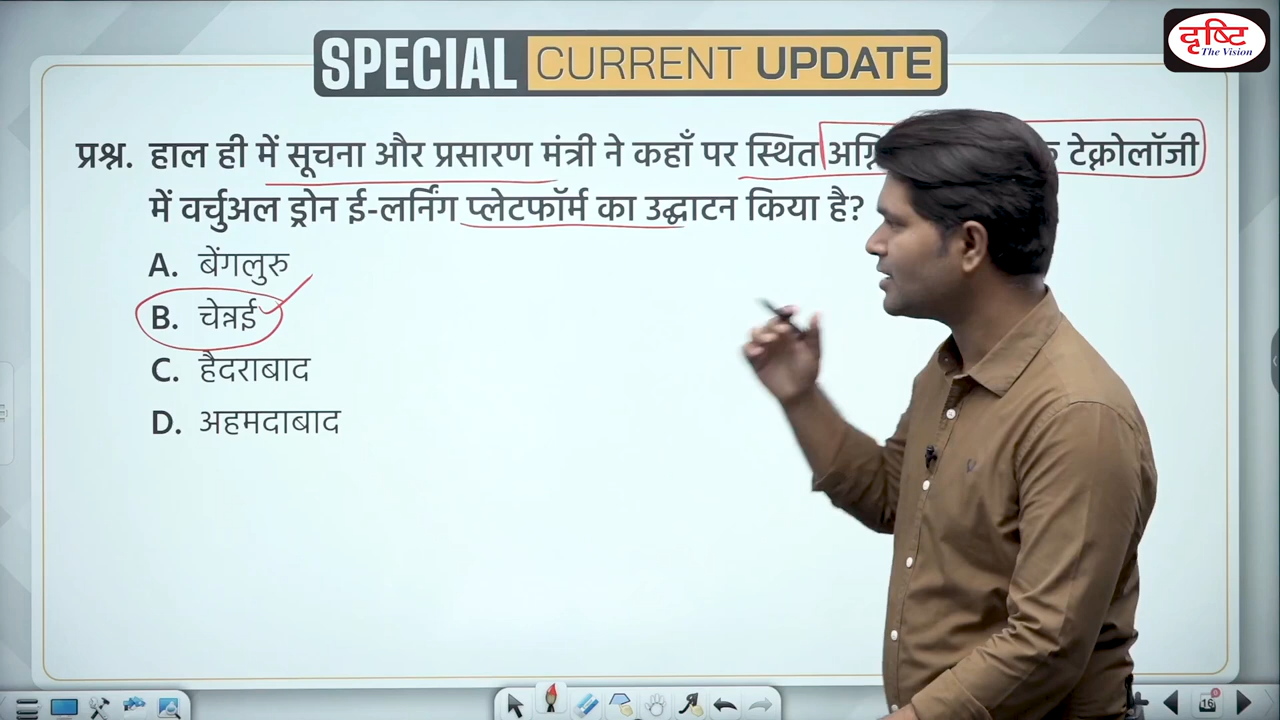 दृष्टि
The Vision
SPECIAL CURRENT UPDATE
प्रश्न. हाल ही में सूचना और प्रसारण मंत्री ने कहाँ पर स्थित टेक्नोलॉजी
में वर्चुअल ड्रोन ई-लर्निंग प्लेटफॉर्म का उद्घाटन किया है?
A. बेंगलुरु
B. चेन्नई
C. हैदराबाद
D. अहमदाबाद
16